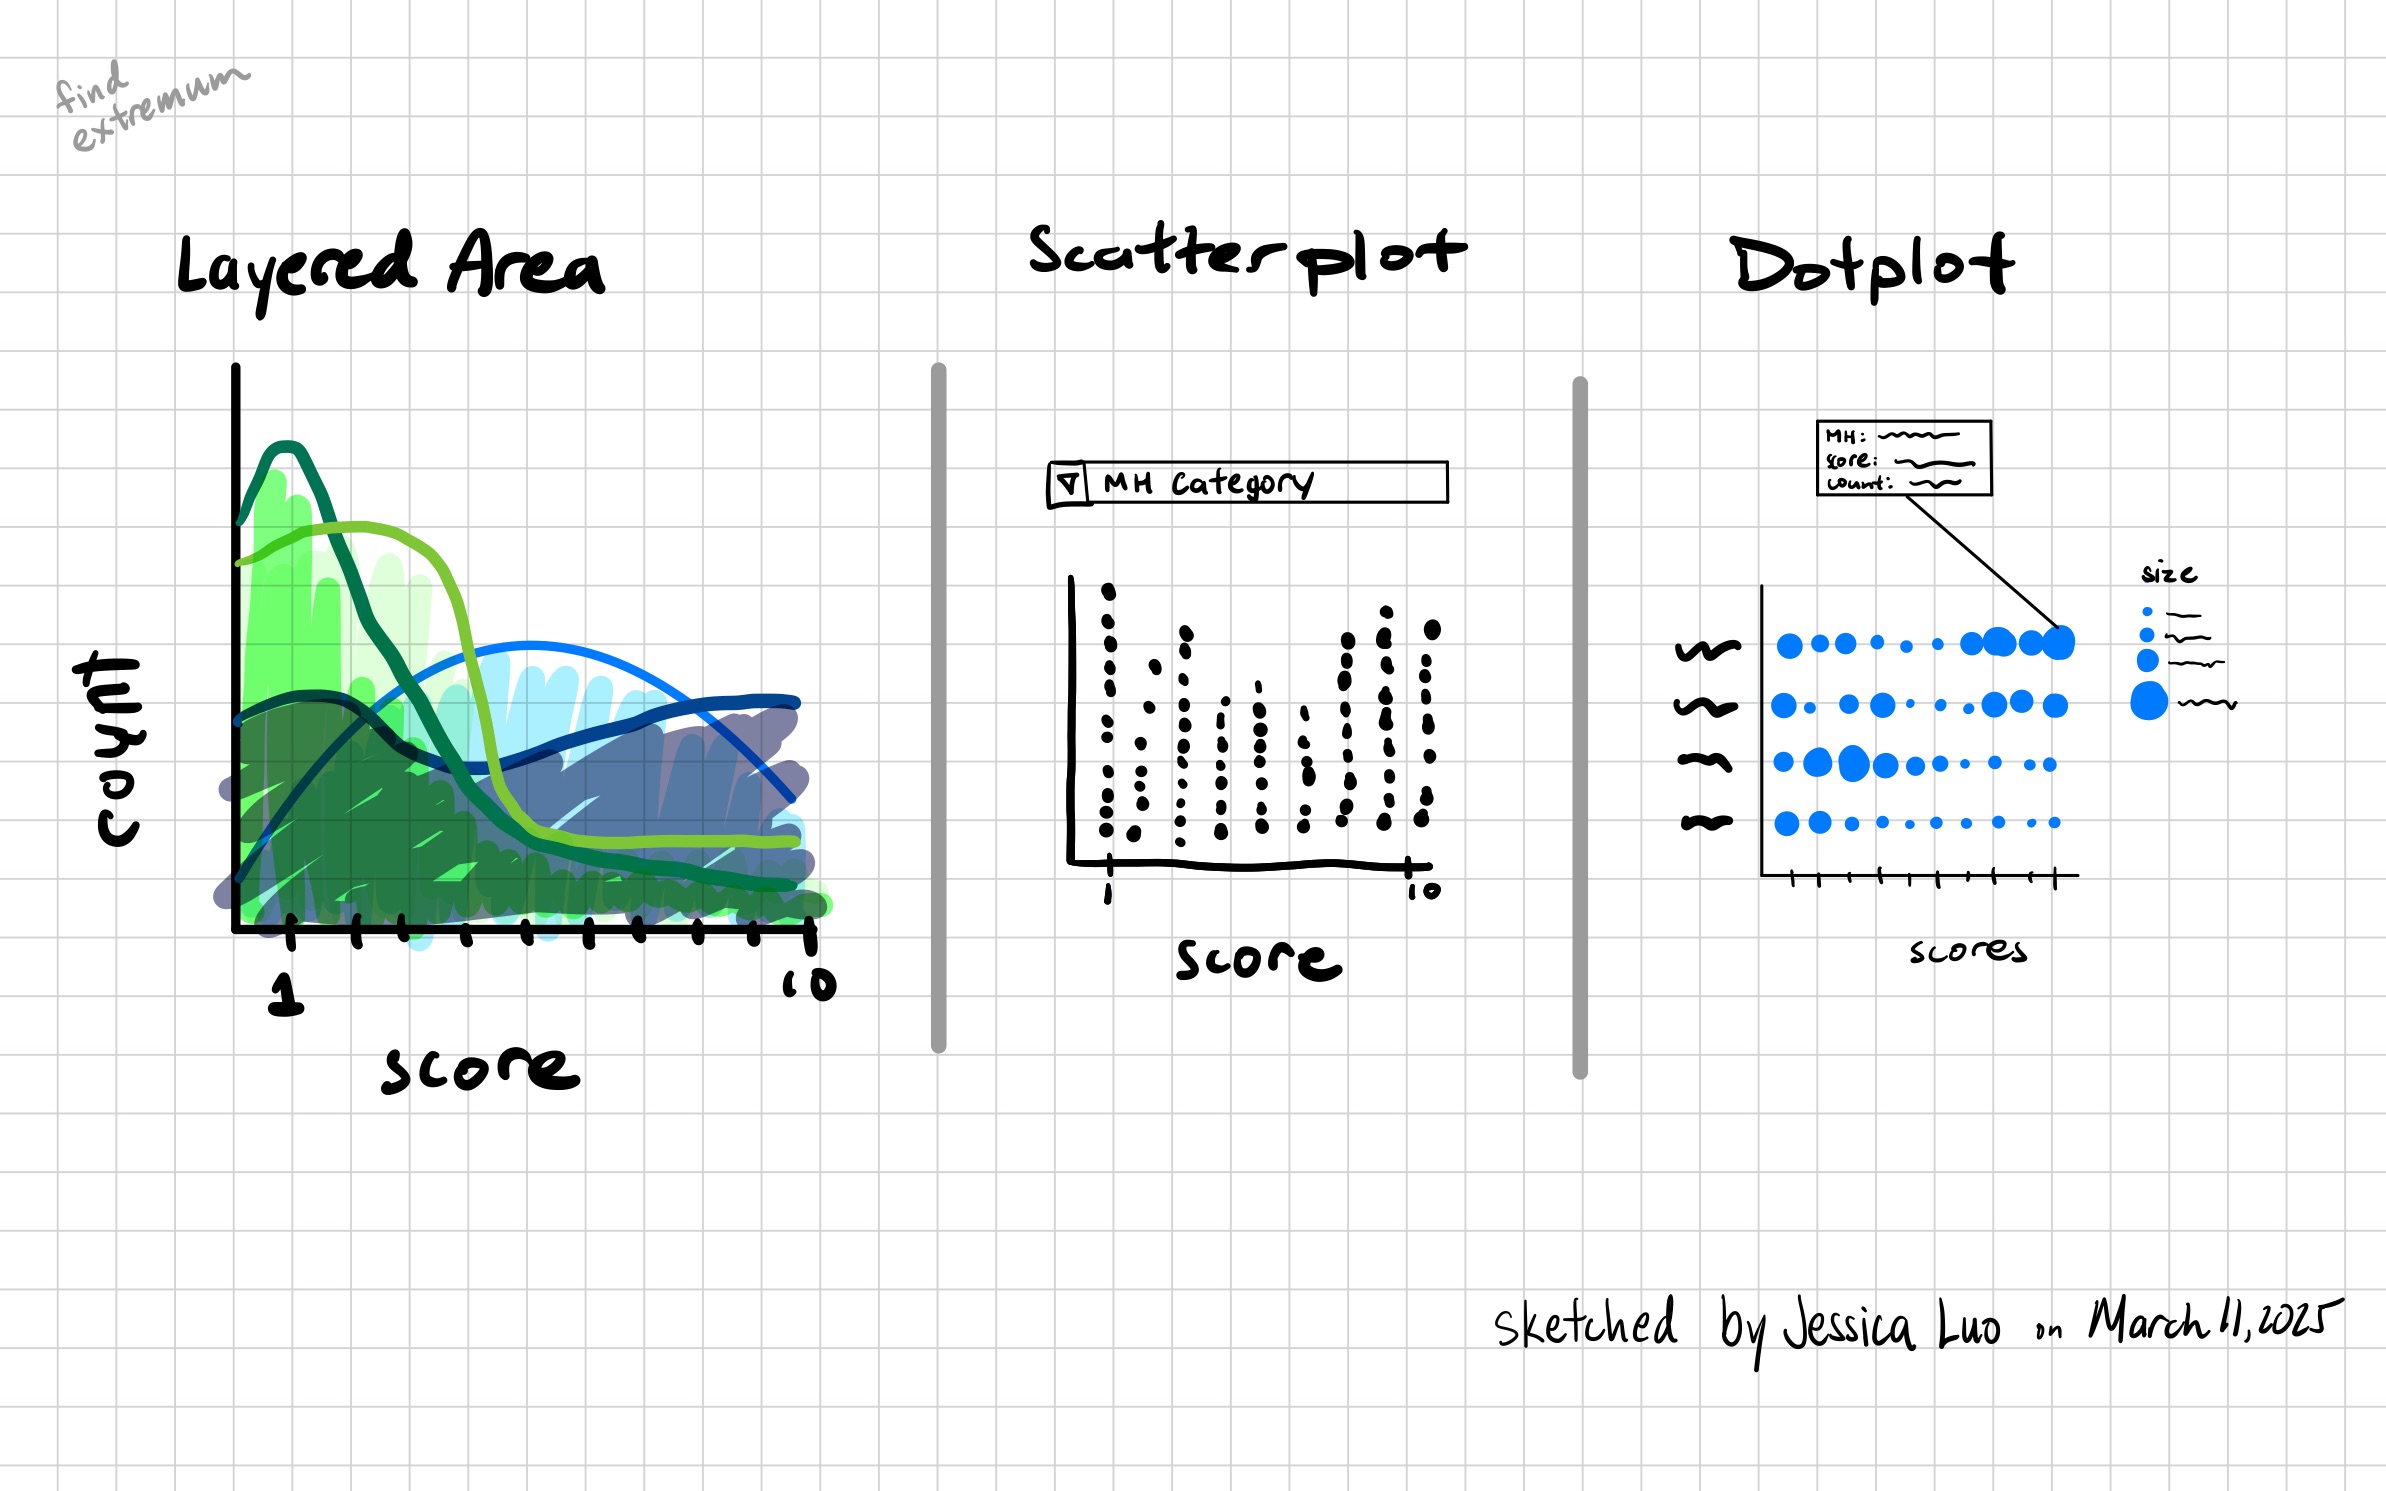 find
extremum
Layered Area
count
1
10
score
Scatterplot
MH Category
1
10
score
Dotplot
MH:
score:
count:
size
scores
sketched by Jessica Luo on March 11, 2025